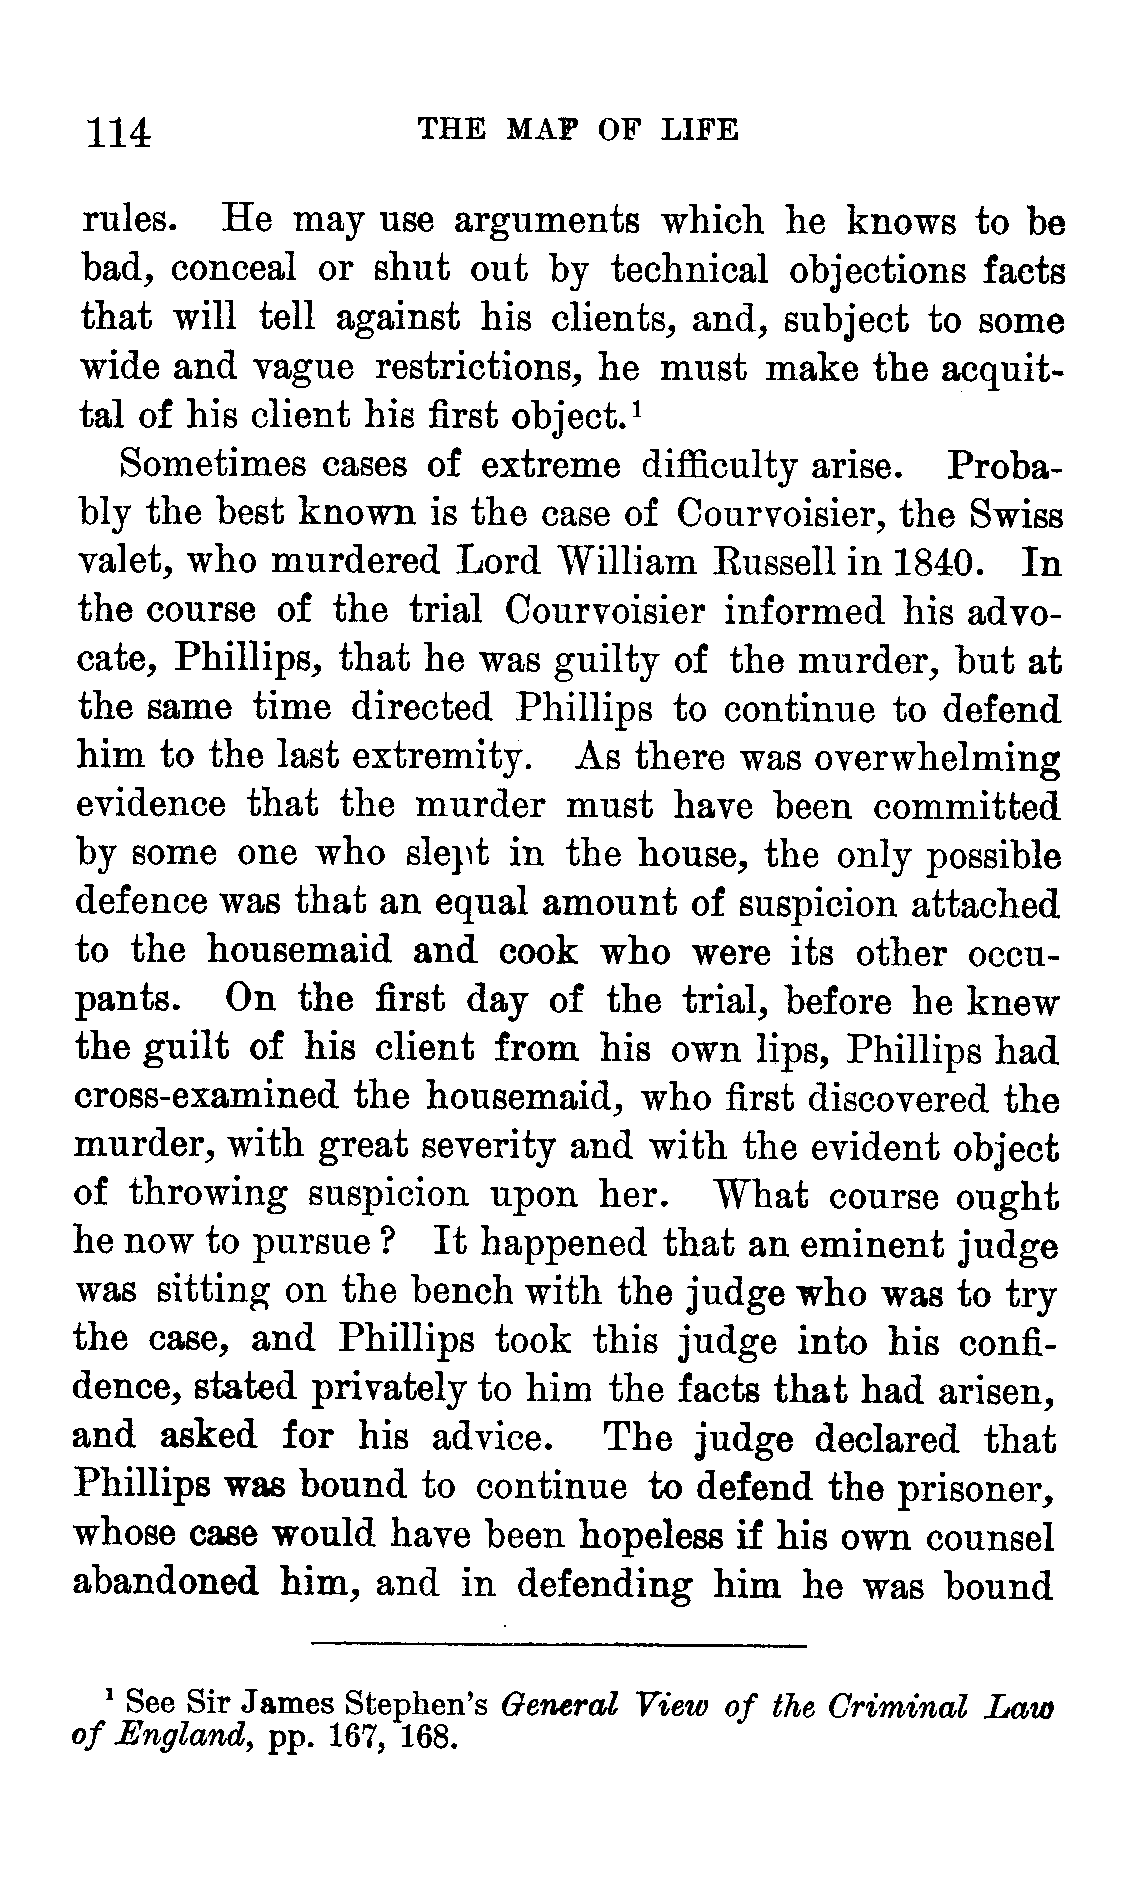 114 THE MAP OF LIFE
rules. He may use arguments which he knows to be
bad, conceal or shut out by technical objections facts
that will tell against his clients, and, subject to some
wide and vague restrictions, he must make the acquit-
tal of his client his first object.¹
Sometimes cases of extreme difficulty arise. Proba-
bly the best known is the case of Courvoisier, the Swiss
valet, who murdered Lord William Russell in 1840. In
the course of the trial Courvoisier informed his advo-
cate, Phillips, that he was guilty of the murder, but at
the same time directed Phillips to continue to defend
him to the last extremity. As there was overwhelming
evidence that the murder must have been committed
by some one who slept in the house, the only possible
defence was that an equal amount of suspicion attached
to the housemaid and cook who were its other occu-
pants. On the first day of the trial, before he knew
the guilt of his client from his own lips, Phillips had
cross-examined the housemaid, who first discovered the
murder, with great severity and with the evident object
of throwing suspicion upon her. What course ought
he now to pursue? It happened that an eminent judge
was sitting on the bench with the judge who was to try
the case, and Phillips took this judge into his confi-
dence, stated privately to him the facts that had arisen,
and asked for his advice. The judge declared that
Phillips was bound to continue to defend the prisoner,
whose case would have been hopeless if his own counsel
abandoned him, and in defending him he was bound
¹ See Sir James Stephen's General View of the Criminal Law
of England, pp. 167, 168.